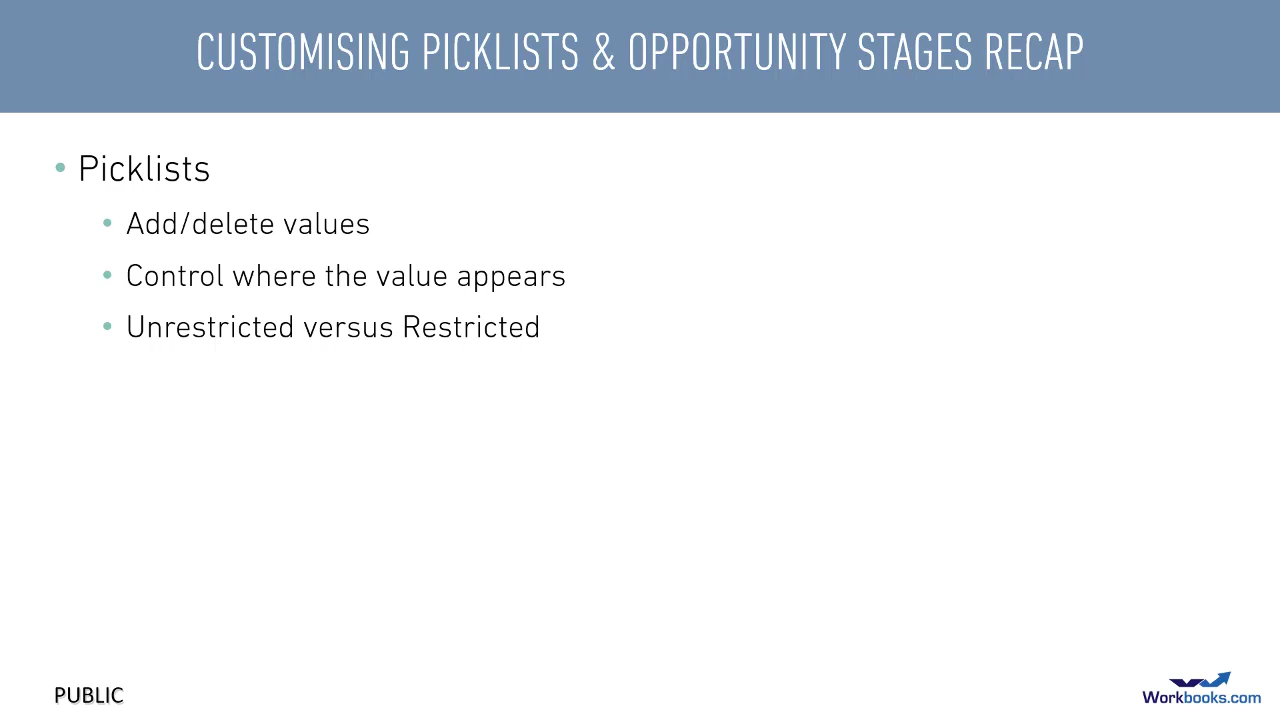 CUSTOMISING PICKLISTS & OPPORTUNITY STAGES RECAP
• Picklists
• Add/delete values
• Control where the value appears
• Unrestricted versus Restricted
PUBLIC
Workbooks.com